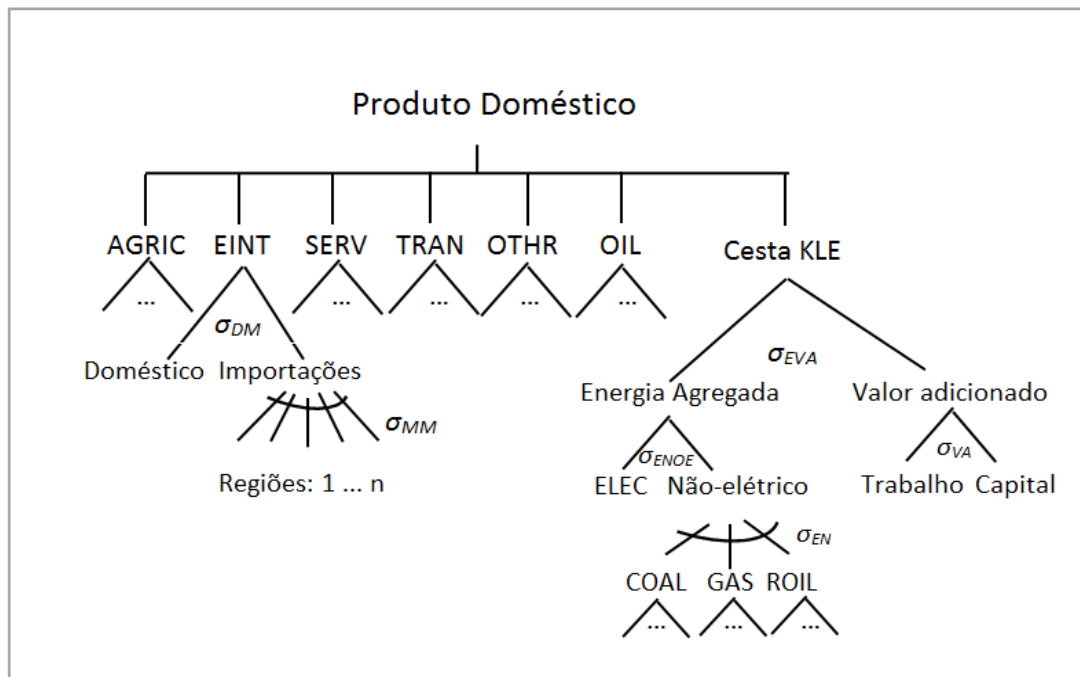 Produto Doméstico
AGRIC EINT SERV TRAN OTHR OIL Cesta KLE
... ... ... ... ...
σDM
Doméstico Importações
σEVA
Energia Agregada Valor adicionado
σMM
σENOE σVA
Regiões: 1 ... n
ELEC Não-elétrico Trabalho Capital
σEN
COAL GAS ROIL
... ... ...